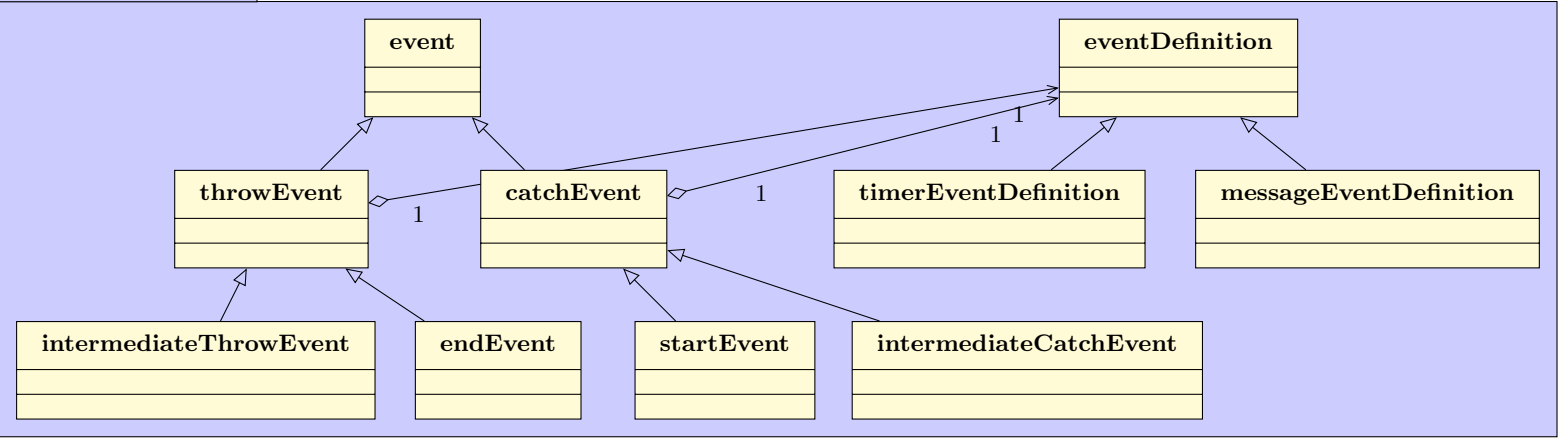 event
eventDefinition
1
1
throwEvent
catchEvent
timerEventDefinition
messageEventDefinition
1
1
intermediateThrowEvent
endEvent
startEvent
intermediateCatchEvent